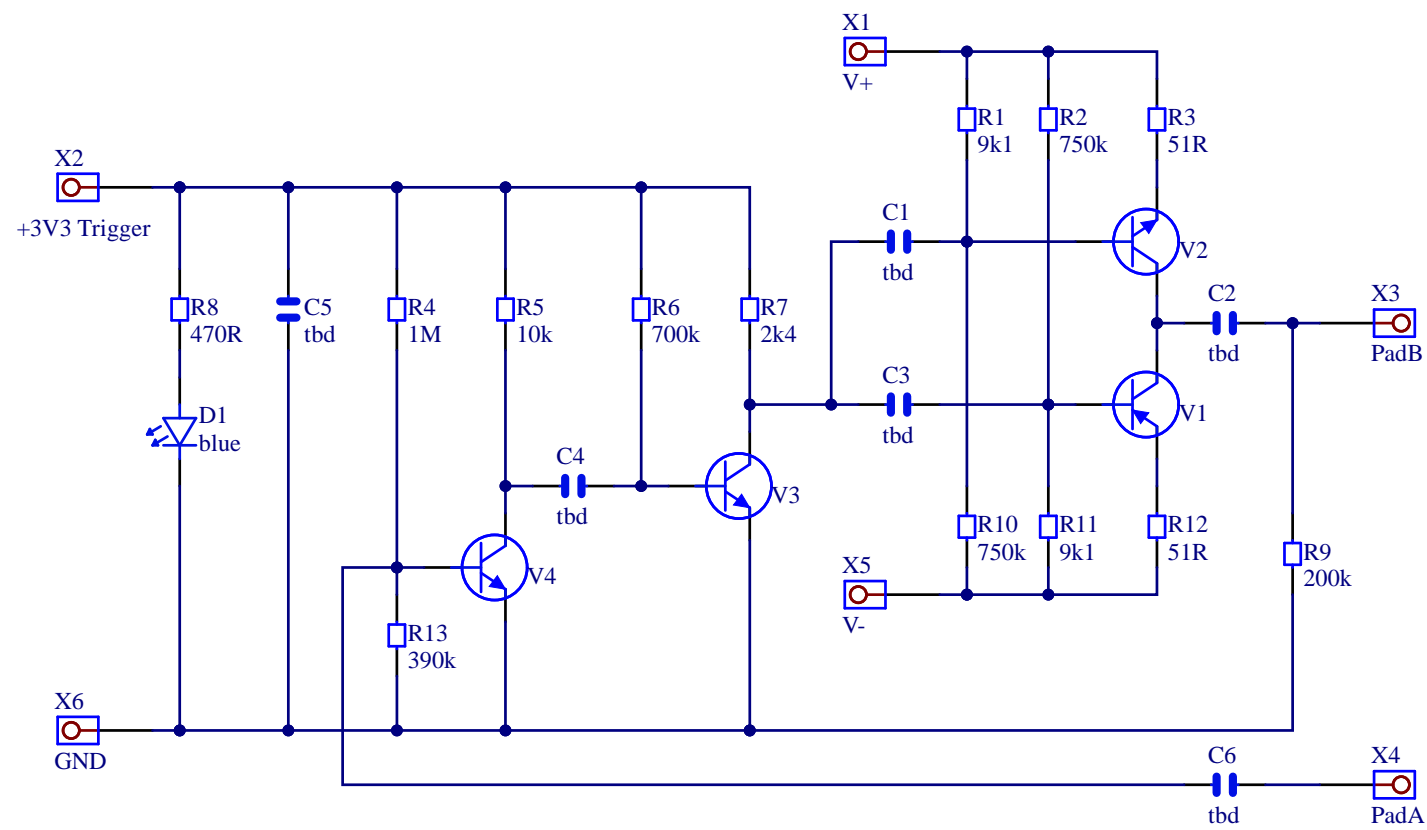 X1
V+
R1
9k1
R2
750k
R3
51R
X2
+3V3 Trigger
C1
tbd
V2
R8
470R
C5
tbd
R4
1M
R5
10k
R6
700k
R7
2k4
C2
tbd
X3
PadB
C3
tbd
V1
D1
blue
C4
tbd
V3
R10
750k
R11
9k1
R12
51R
R9
200k
V4
X5
V-
R13
390k
X6
GND
C6
tbd
X4
PadA